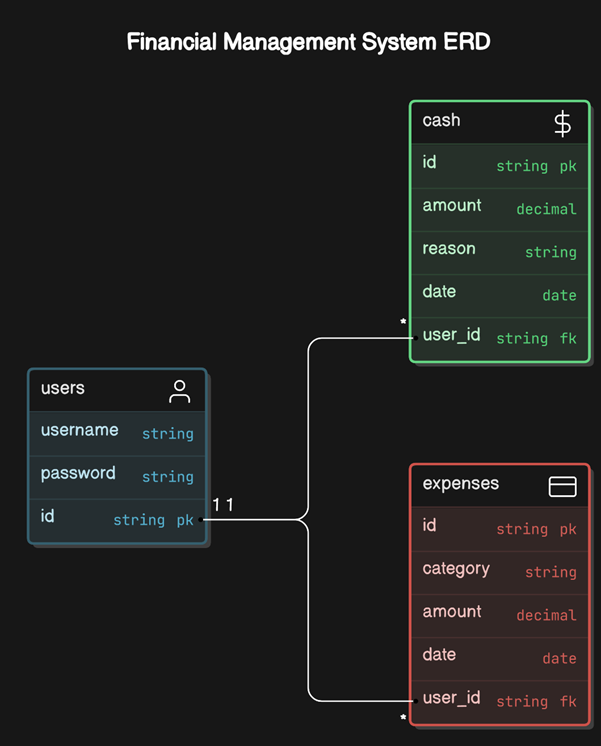 Financial Management System ERD
cash $
id string pk
amount decimal
reason string
date date
* user_id string fk
users
username string
password string
id string pk 1 1
expenses
id string pk
category string
amount decimal
date date
user_id string fk
*